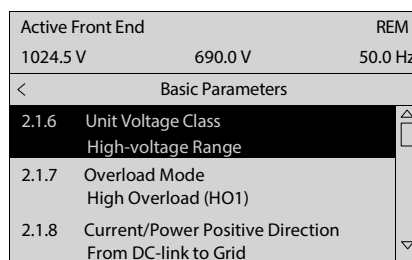 Active Front End REM
1024.5 V 690.0 V 50.0 Hz
< Basic Parameters
2.1.6 Unit Voltage Class
High-voltage Range
2.1.7 Overload Mode
High Overload (HO1)
2.1.8 Current/Power Positive Direction
From DC-link to Grid